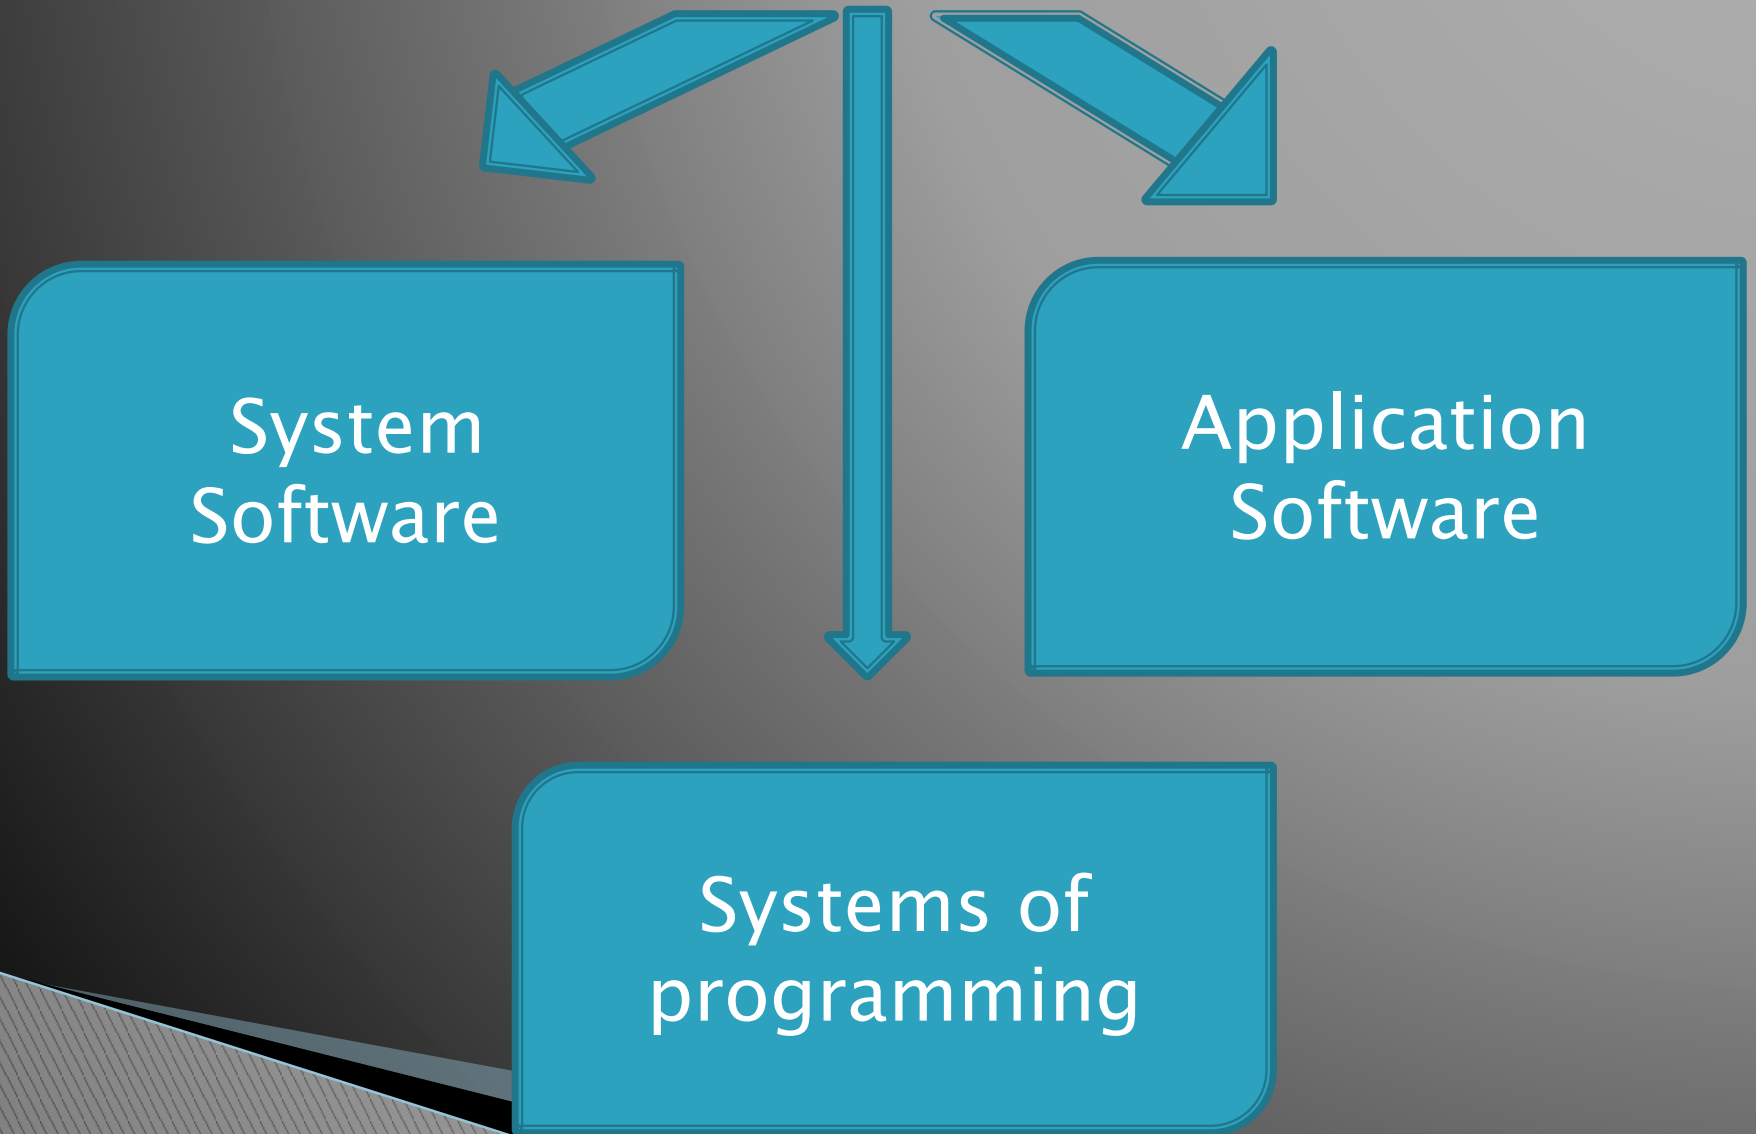 System
Software
Application
Software
Systems of
programming